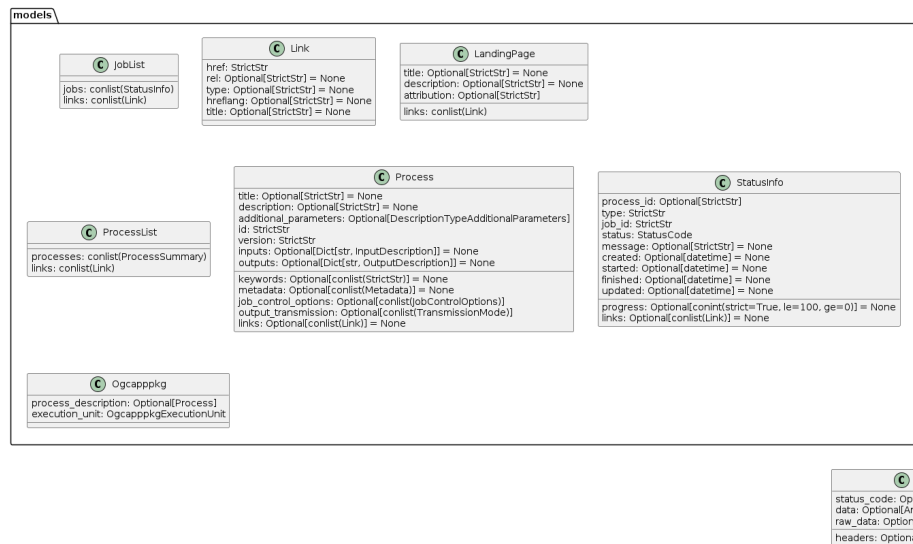 models
C JobList
jobs: conlist(StatusInfo)
links: conlist(Link)
C Link
href: StrictStr
rel: Optional[StrictStr] = None
type: Optional[StrictStr] = None
hreflang: Optional[StrictStr] = None
title: Optional[StrictStr] = None
C LandingPage
title: Optional[StrictStr] = None
description: Optional[StrictStr] = None
attribution: Optional[StrictStr]
links: conlist(Link)
C ProcessList
processes: conlist(ProcessSummary)
links: conlist(Link)
C Process
title: Optional[StrictStr] = None
description: Optional[StrictStr] = None
additional_parameters: Optional[DescriptionTypeAdditionalParameters]
id: StrictStr
version: StrictStr
inputs: Optional[Dict[str, InputDescription]] = None
outputs: Optional[Dict[str, OutputDescription]] = None
keywords: Optional[conlist(StrictStr)] = None
metadata: Optional[conlist(Metadata)] = None
job_control_options: Optional[conlist(JobControlOptions)]
output_transmission: Optional[conlist(TransmissionMode)]
links: Optional[conlist(Link)] = None
C StatusInfo
process_id: Optional[StrictStr]
type: StrictStr
job_id: StrictStr
status: StatusCode
message: Optional[StrictStr] = None
created: Optional[datetime] = None
started: Optional[datetime] = None
finished: Optional[datetime] = None
updated: Optional[datetime] = None
progress: Optional[conint(strict=True, le=100, ge=0)] = None
links: Optional[conlist(Link)] = None
C Ogcapppkg
process_description: Optional[Process]
execution_unit: OgcapppkgExecutionUnit
C
status_code: Op
data: Optional[An
raw_data: Option
headers: Optiona